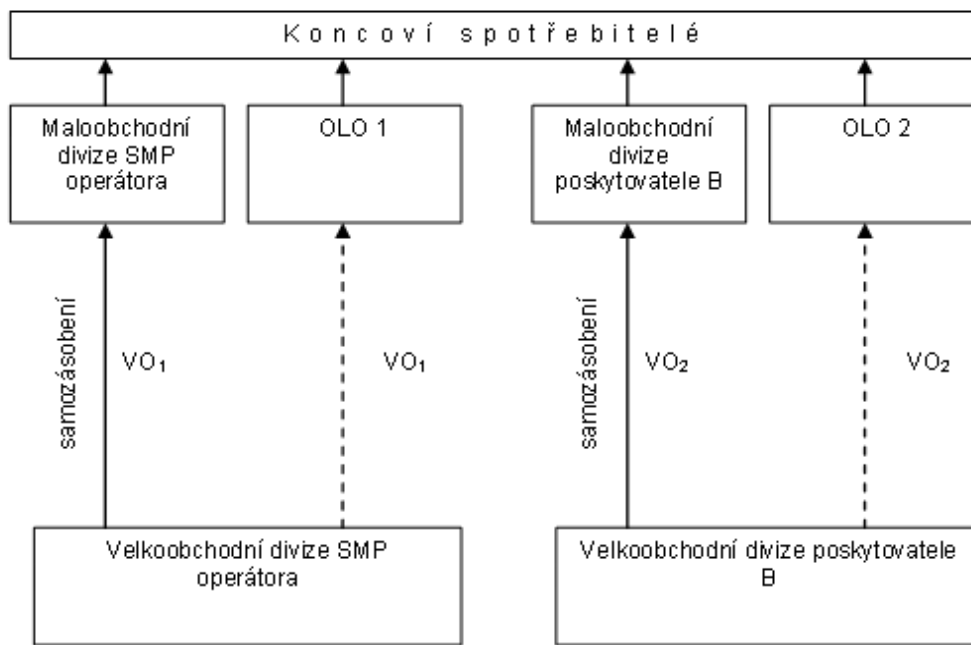 Koncoví spotřebitelé
Maloobchodní
divize SMP
operátora
OLO 1
Maloobchodní
divize
poskytovatele B
OLO 2
samozásobení
VO₁
VO₁
samozásobení
VO₂
VO₂
Velkoobchodní divize SMP
operátora
Velkoobchodní divize poskytovatele
B